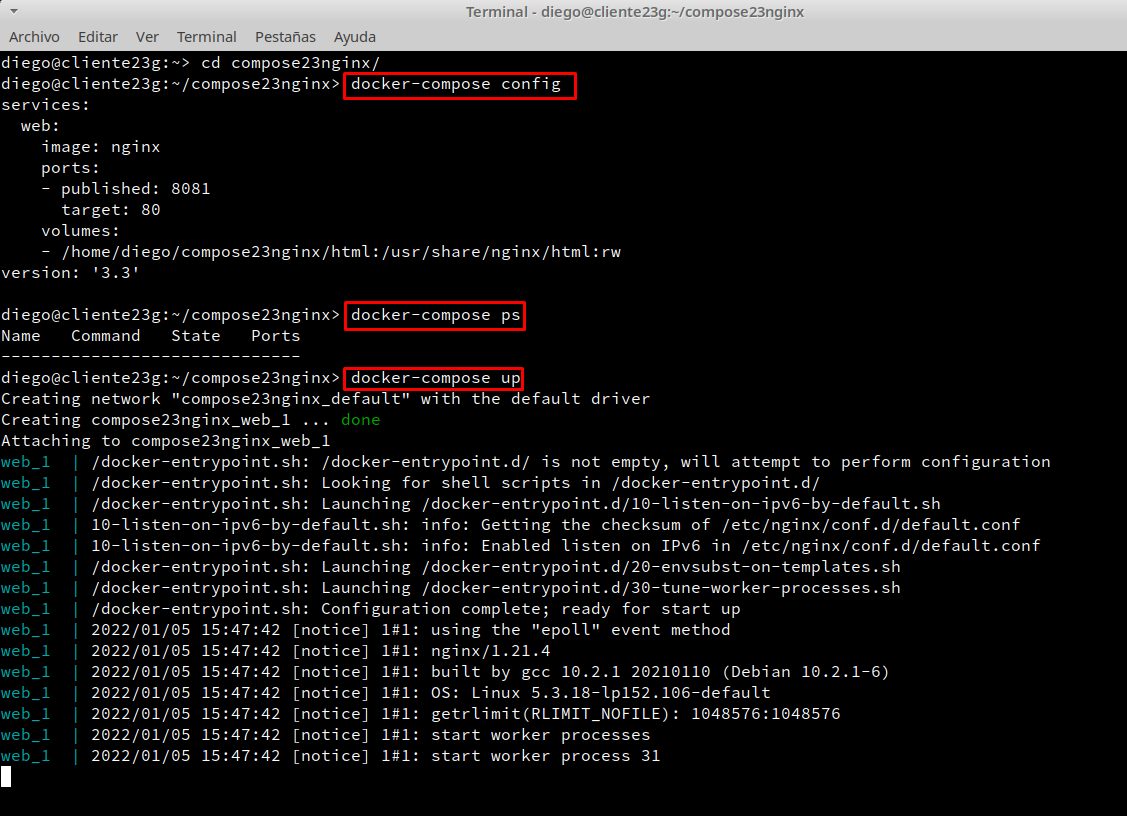 Terminal - diego@cliente23g:~/compose23nginx
Archivo Editar Ver Terminal Pestañas Ayuda
diego@cliente23g:~> cd compose23nginx/
diego@cliente23g:~/compose23nginx> docker-compose config
services:
  web:
    image: nginx
    ports:
    - published: 8081
      target: 80
    volumes:
    - /home/diego/compose23nginx/html:/usr/share/nginx/html:rw
version: '3.3'

diego@cliente23g:~/compose23nginx> docker-compose ps
Name   Command   State   Ports
------------------------------
diego@cliente23g:~/compose23nginx> docker-compose up
Creating network "compose23nginx_default" with the default driver
Creating compose23nginx_web_1 ... done
Attaching to compose23nginx_web_1
web_1  | /docker-entrypoint.sh: /docker-entrypoint.d/ is not empty, will attempt to perform configuration
web_1  | /docker-entrypoint.sh: Looking for shell scripts in /docker-entrypoint.d/
web_1  | /docker-entrypoint.sh: Launching /docker-entrypoint.d/10-listen-on-ipv6-by-default.sh
web_1  | 10-listen-on-ipv6-by-default.sh: info: Getting the checksum of /etc/nginx/conf.d/default.conf
web_1  | 10-listen-on-ipv6-by-default.sh: info: Enabled listen on IPv6 in /etc/nginx/conf.d/default.conf
web_1  | /docker-entrypoint.sh: Launching /docker-entrypoint.d/20-envsubst-on-templates.sh
web_1  | /docker-entrypoint.sh: Launching /docker-entrypoint.d/30-tune-worker-processes.sh
web_1  | /docker-entrypoint.sh: Configuration complete; ready for start up
web_1  | 2022/01/05 15:47:42 [notice] 1#1: using the "epoll" event method
web_1  | 2022/01/05 15:47:42 [notice] 1#1: nginx/1.21.4
web_1  | 2022/01/05 15:47:42 [notice] 1#1: built by gcc 10.2.1 20210110 (Debian 10.2.1-6)
web_1  | 2022/01/05 15:47:42 [notice] 1#1: OS: Linux 5.3.18-lp152.106-default
web_1  | 2022/01/05 15:47:42 [notice] 1#1: getrlimit(RLIMIT_NOFILE): 1048576:1048576
web_1  | 2022/01/05 15:47:42 [notice] 1#1: start worker processes
web_1  | 2022/01/05 15:47:42 [notice] 1#1: start worker process 31